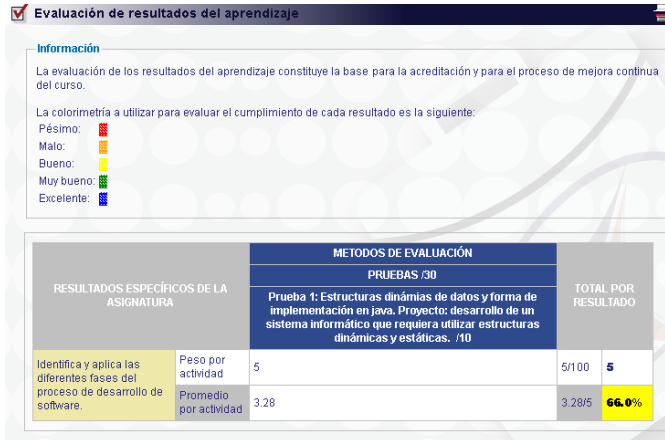 Evaluación de resultados del aprendizaje
Información
La evaluación de los resultados del aprendizaje constituye la base para la acreditación y para el proceso de mejora continua
del curso.
La colorimetría a utilizar para evaluar el cumplimiento de cada resultado es la siguiente:
Pésimo:
Malo:
Bueno:
Muy bueno:
Excelente:
RESULTADOS ESPECÍFICOS DE LA
ASIGNATURA
METODOS DE EVALUACIÓN
PRUEBAS /30
Prueba 1: Estructuras dinámias de datos y forma de
implementación en java. Proyecto: desarrollo de un
sistema informático que requiera utilizar estructuras
dinámicas y estáticas. /10
TOTAL POR
RESULTADO
Identifica y aplica las
diferentes fases del
proceso de desarrollo de
software.
Peso por
actividad
5
5/100
5
Promedio
por actividad
3.28
3.28/5
66.0%